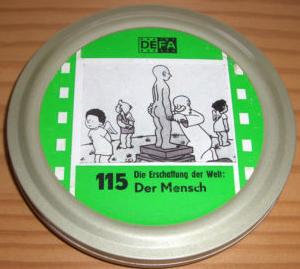 DEFA
115 Die Erschaffung der Welt:
Der Mensch